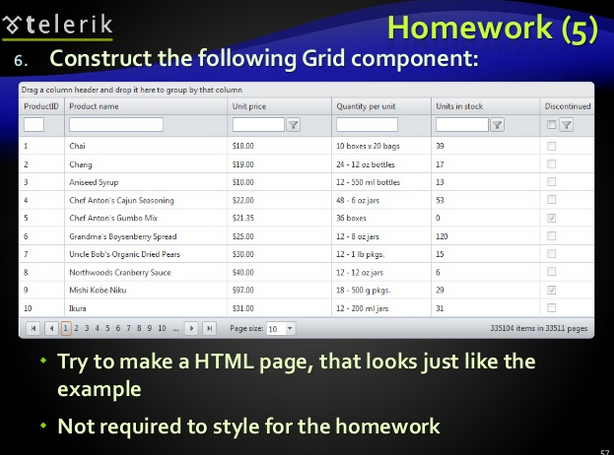 telerik
Homework (5)
6. Construct the following Grid component:
Drag a column header and drop it here to group by that column
ProductID Product name Unit price Quantity per unit Units in stock Discontinued
1 Chai $18.00 10 boxes x 20 bags 39
2 Chang $19.00 24 - 12 oz bottles 17
3 Aniseed Syrup $10.00 12 - 550 ml bottles 13
4 Chef Anton's Cajun Seasoning $22.00 48 - 6 oz jars 53
5 Chef Anton's Gumbo Mix $21.35 36 boxes 0
6 Grandma's Boysenberry Spread $25.00 12 - 8 oz jars 120
7 Uncle Bob's Organic Dried Pears $30.00 12 - 1 lb pkgs. 15
8 Northwoods Cranberry Sauce $40.00 12 - 12 oz jars 6
9 Mishi Kobe Niku $97.00 18 - 500 g pkgs. 29
10 Ikura $31.00 12 - 200 ml jars 31
1 2 3 4 5 6 7 8 9 10 ... Page size: 10 335104 items in 33511 pages
Try to make a HTML page, that looks just like the
example
Not required to style for the homework